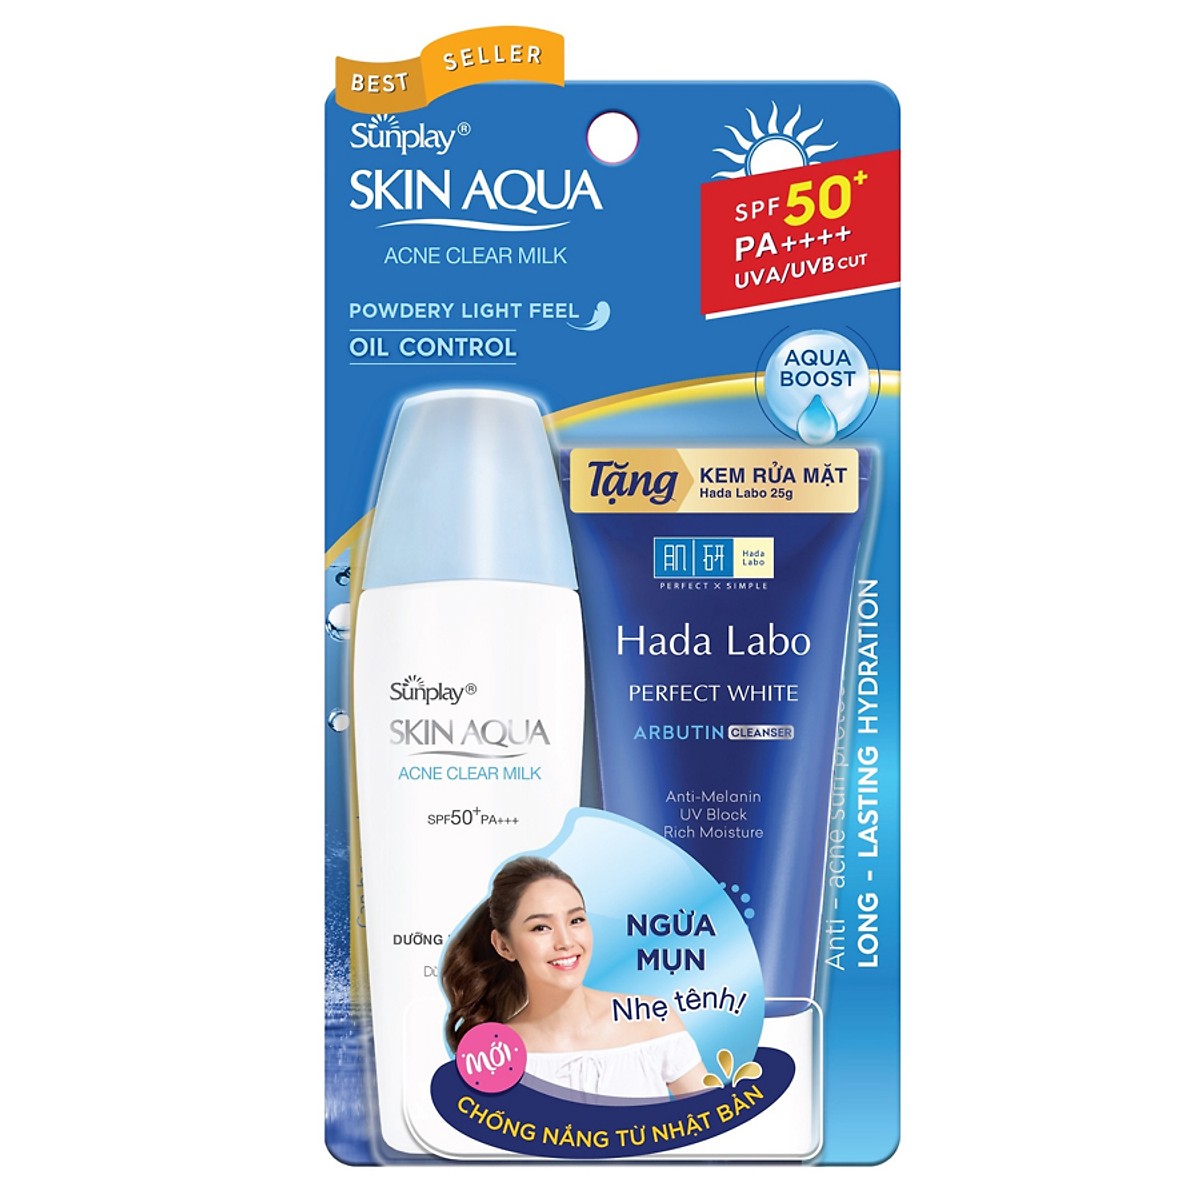 BEST SELLER
Sunplay®
SKIN AQUA
ACNE CLEAR MILK
POWDERY LIGHT FEEL
OIL CONTROL
SPF 50+
PA++++
UVA/UVB CUT
AQUA
BOOST
Tặng KEM RỬA MẶT
Hada Labo 25g
肌研 Hada
Labo
PERFECT × SIMPLE
Hada Labo
PERFECT WHITE
ARBUTIN CLEANSER
Anti-Melanin
UV Block
Rich Moisture
Sunplay®
SKIN AQUA
ACNE CLEAR MILK
SPF50+PA+++
DƯỠNG
NGỪA
MỤN
Nhẹ tênh!
MỚI
CHỐNG NẮNG TỪ NHẬT BẢN
Anti - acne sun
LONG - LASTING HYDRATION